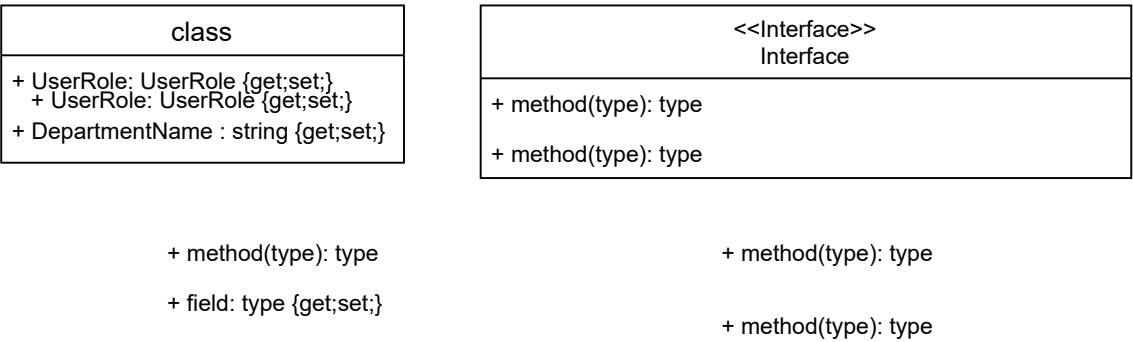 class
+ UserRole: UserRole {get;set;}
+ UserRole: UserRole {get;set;}
+ DepartmentName : string {get;set;}
<<Interface>>
Interface
+ method(type): type
+ method(type): type
+ method(type): type
+ field: type {get;set;}
+ method(type): type
+ method(type): type